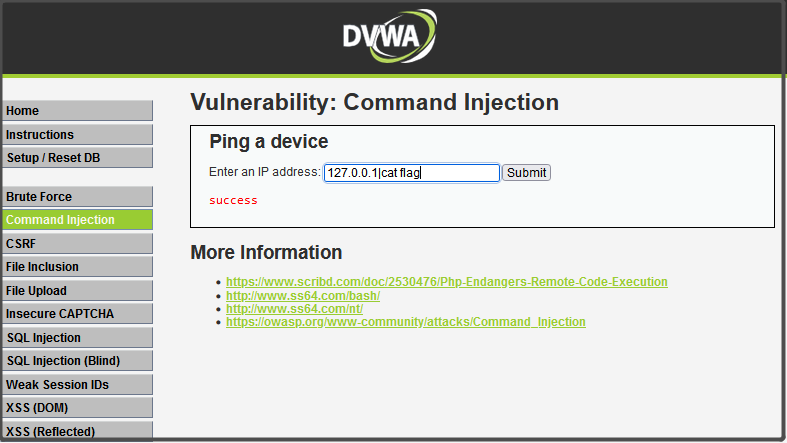 DVWA
Vulnerability: Command Injection
Home
Instructions
Setup / Reset DB
Brute Force
Command Injection
CSRF
File Inclusion
File Upload
Insecure CAPTCHA
SQL Injection
SQL Injection (Blind)
Weak Session IDs
XSS (DOM)
XSS (Reflected)
Ping a device
Enter an IP address: 127.0.0.1|cat flag Submit
success
More Information
https://www.scribd.com/doc/2530476/Php-Endangers-Remote-Code-Execution
http://www.ss64.com/bash/
http://www.ss64.com/nt/
https://owasp.org/www-community/attacks/Command_Injection